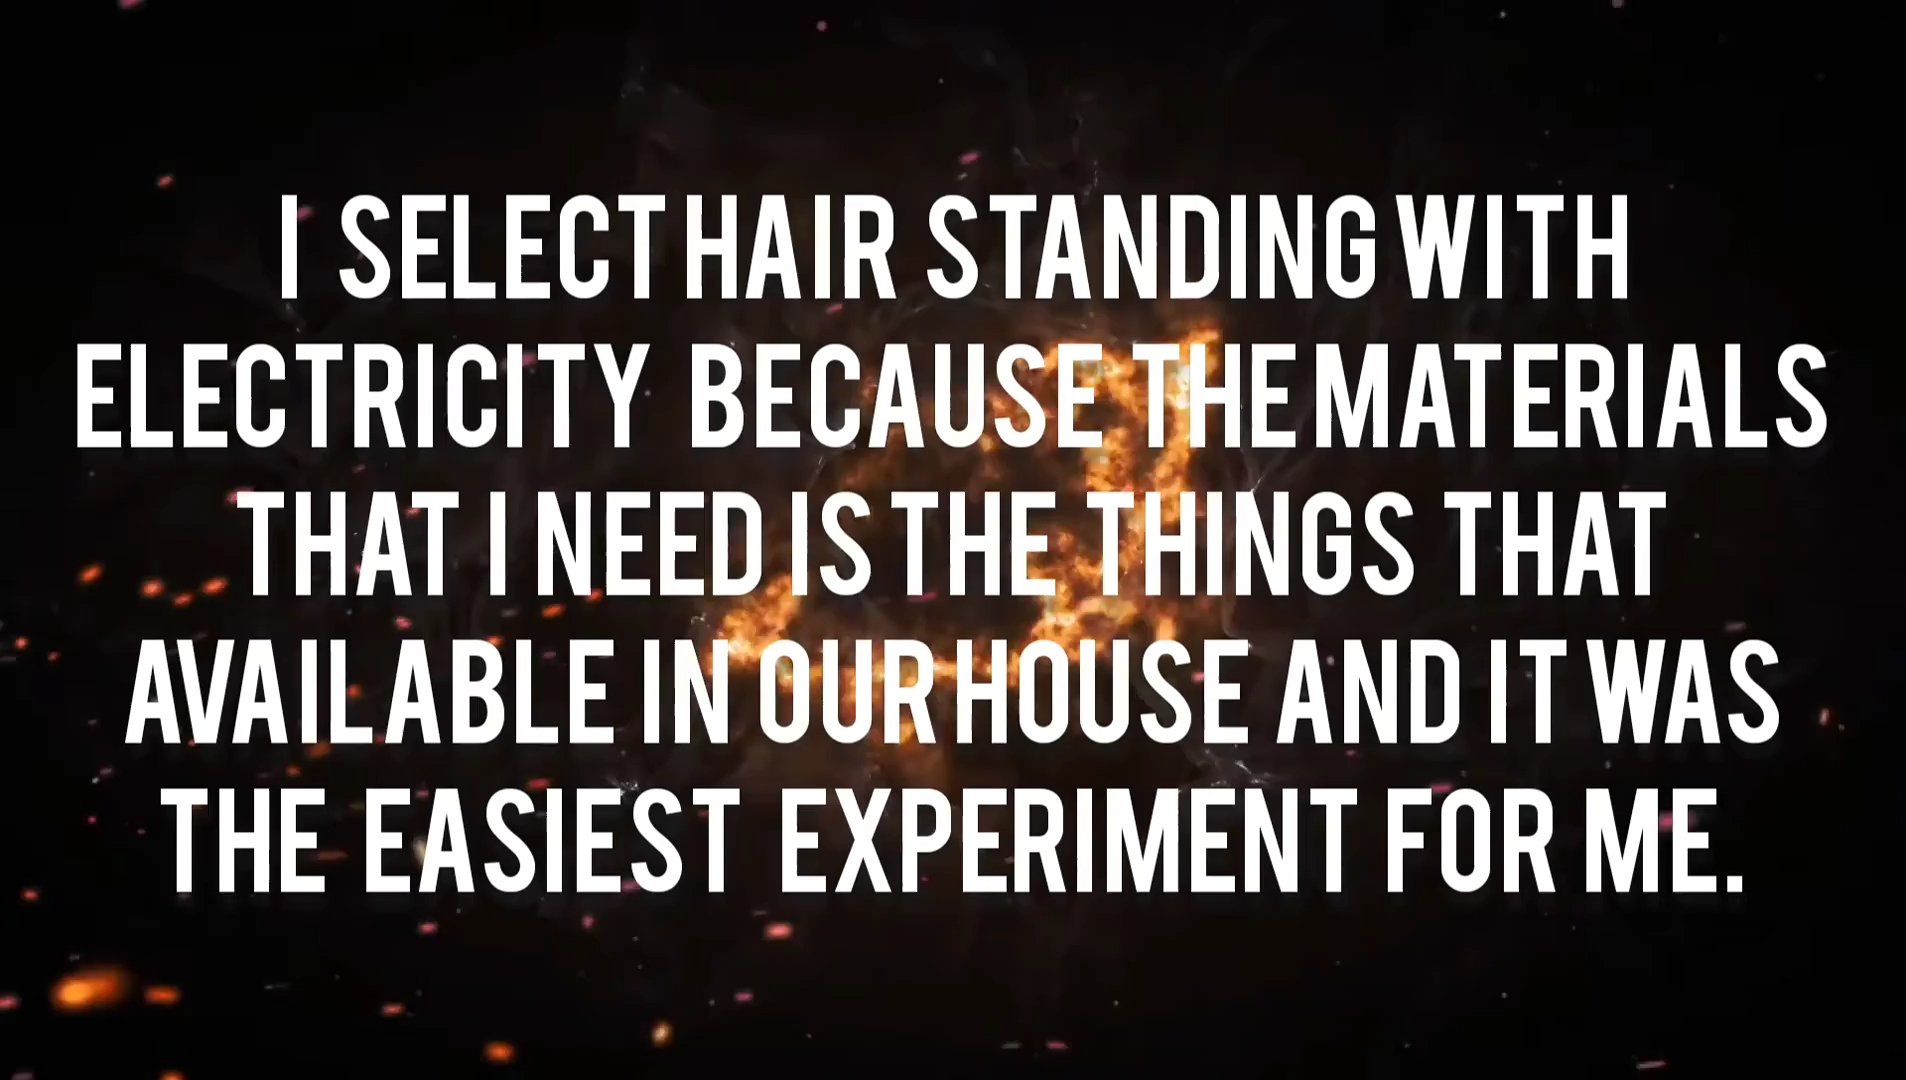 I SELECT HAIR STANDING WITH
ELECTRICITY BECAUSE THE MATERIALS
THAT I NEED IS THE THINGS THAT
AVAILABLE IN OUR HOUSE AND IT WAS
THE EASIEST EXPERIMENT FOR ME.